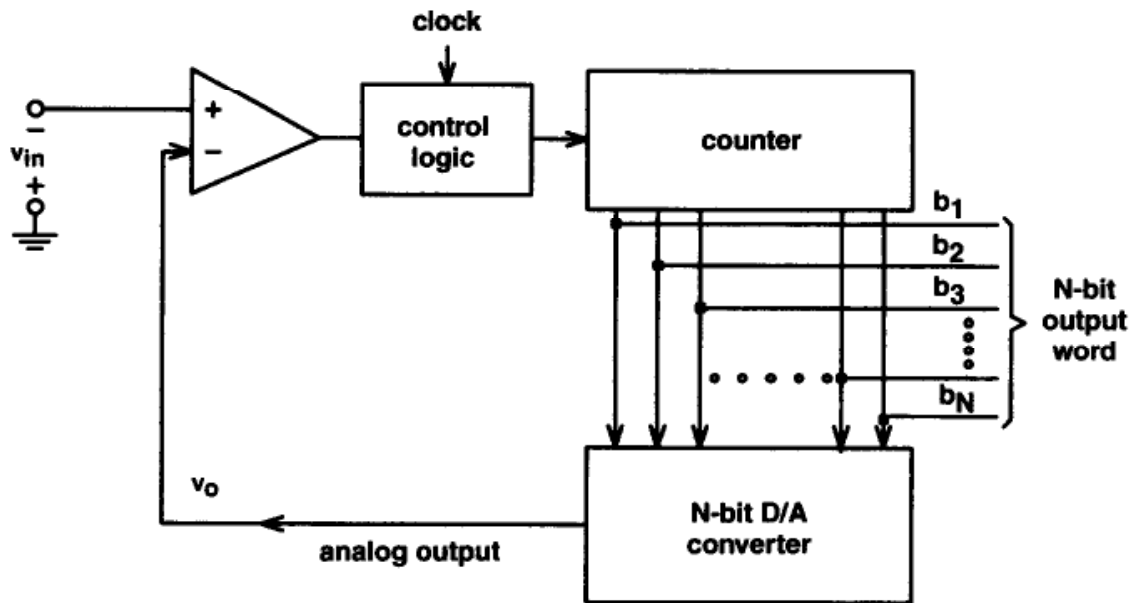 clock
+
−
control
logic
counter
−
v_in
+
b_1
b_2
b_3
b_N
N-bit
output
word
v_o
analog output
N-bit D/A
converter